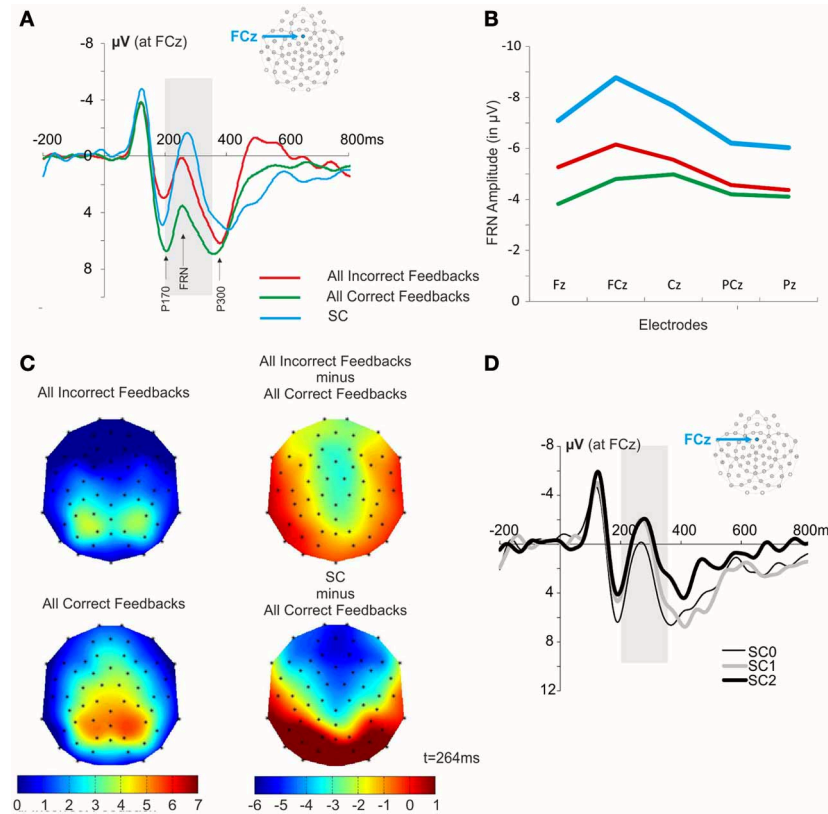 A
µV (at FCz)
FCz
-8
-4
0
4
8
-200
200
400
600
800ms
P170
FRN
P300
All Incorrect Feedbacks
All Correct Feedbacks
SC
B
FRN Amplitude (in µV)
-10
-8
-6
-4
-2
0
Fz
FCz
Cz
PCz
Pz
Electrodes
C
All Incorrect Feedbacks
All Incorrect Feedbacks
minus
All Correct Feedbacks
All Correct Feedbacks
SC
minus
All Correct Feedbacks
t=264ms
0 1 2 3 4 5 6 7
-6 -5 -4 -3 -2 -1 0 1
D
µV (at FCz)
FCz
-8
-4
4
8
12
-200
200
400
600
800ms
SC0
SC1
SC2